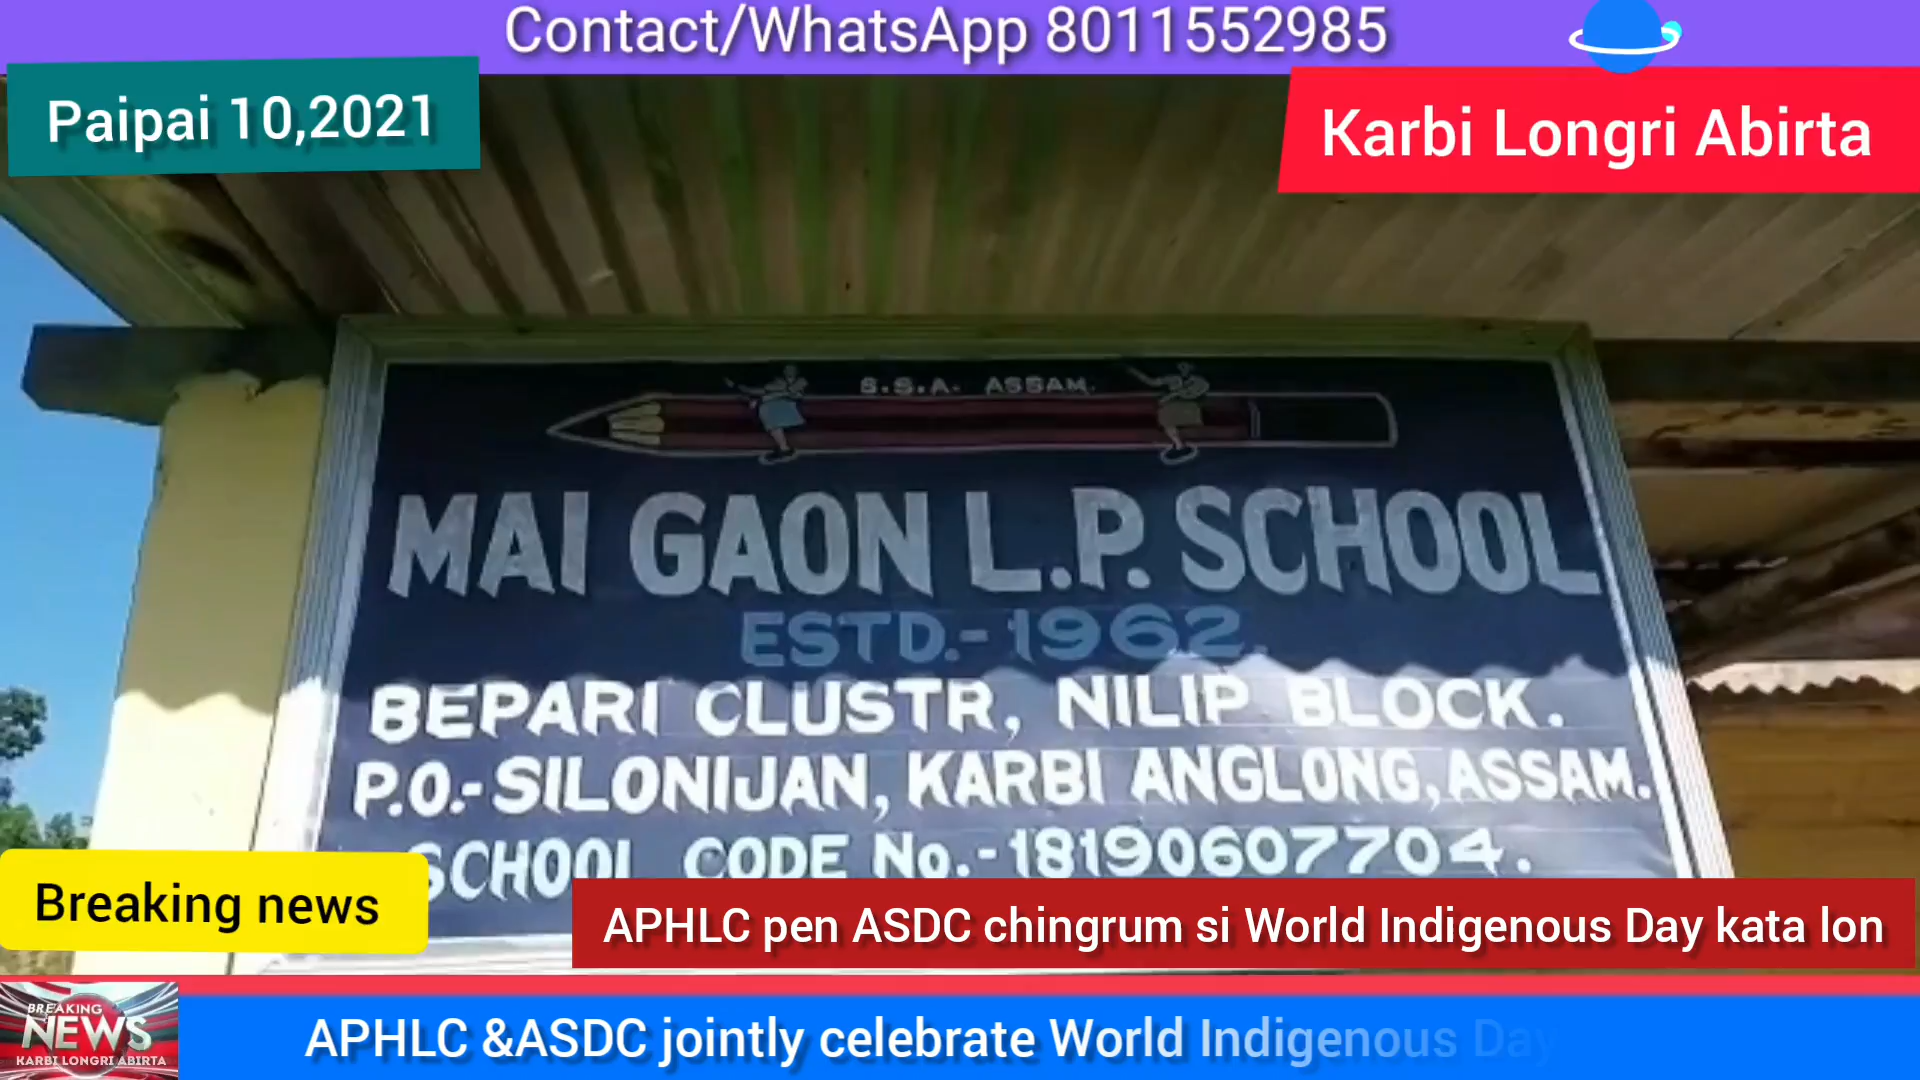 Contact/WhatsApp 8011552985
Paipai 10,2021
Karbi Longri Abirta
S.S.A. ASSAM.
MAI GAON L.P. SCHOOL
ESTD.-1962.
BEPARI CLUSTR, NILIP BLOCK.
P.O.-SILONIJAN, KARBI ANGLONG, ASSAM.
SCHOOL CODE No.-18190607704.
Breaking news
APHLC pen ASDC chingrum si World Indigenous Day kata lon
BREAKING
NEWS
KARBI LONGRI ABIRTA
APHLC &ASDC jointly celebrate World Indigenous Day